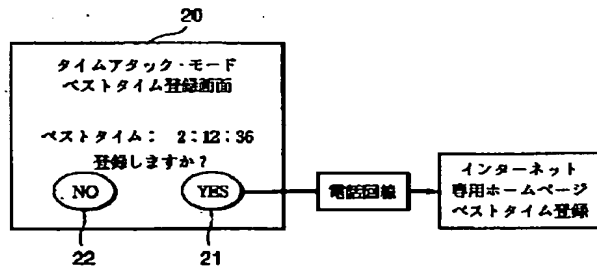 20
タイムアタック・モード
ベストタイム登録画面
ベストタイム： 2：12：36
登録しますか？
NO
YES
22
21
電話回線
インターネット
専用ホームページ
ベストタイム登録